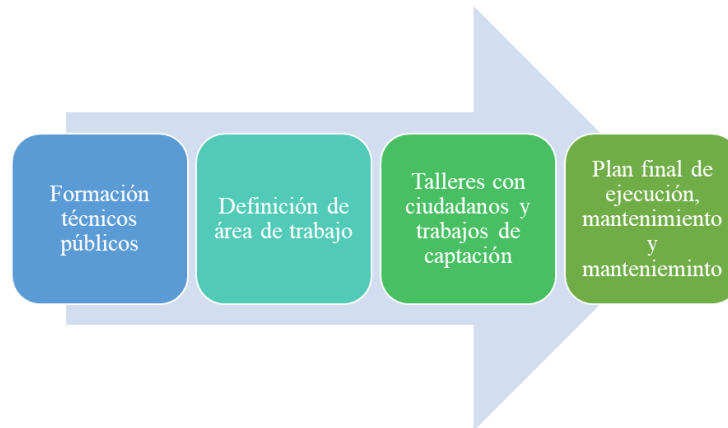 Formación
técnicos
públicos
Definición de
área de trabajo
Talleres con
ciudadanos y
trabajos de
captación
Plan final de
ejecución,
mantenimiento
y
mantenieminto